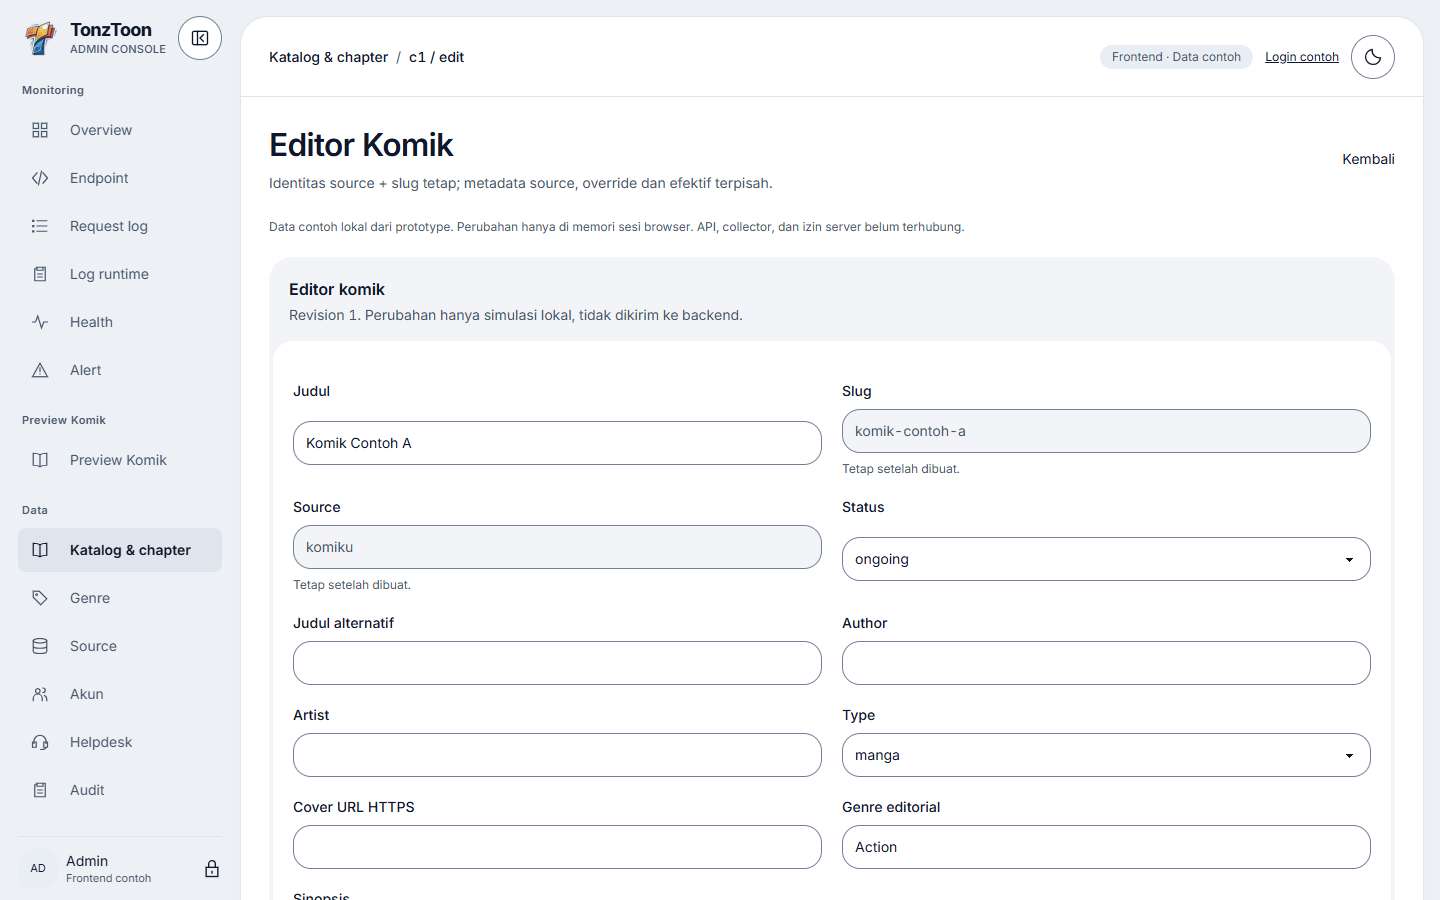 TonzToon
ADMIN CONSOLE
Monitoring
Overview
Endpoint
Request log
Log runtime
Health
Alert
Preview Komik
Preview Komik
Data
Katalog & chapter
Genre
Source
Akun
Helpdesk
Audit
AD
Admin
Frontend contoh
Katalog & chapter / c1 / edit
Frontend · Data contoh
Login contoh
Editor Komik
Identitas source + slug tetap; metadata source, override dan efektif terpisah.
Kembali
Data contoh lokal dari prototype. Perubahan hanya di memori sesi browser. API, collector, dan izin server belum terhubung.
Editor komik
Revision 1. Perubahan hanya simulasi lokal, tidak dikirim ke backend.
Judul
Komik Contoh A
Slug
komik-contoh-a
Tetap setelah dibuat.
Source
komiku
Tetap setelah dibuat.
Status
ongoing
Judul alternatif
Author
Artist
Type
manga
Cover URL HTTPS
Genre editorial
Action
Sinopsis